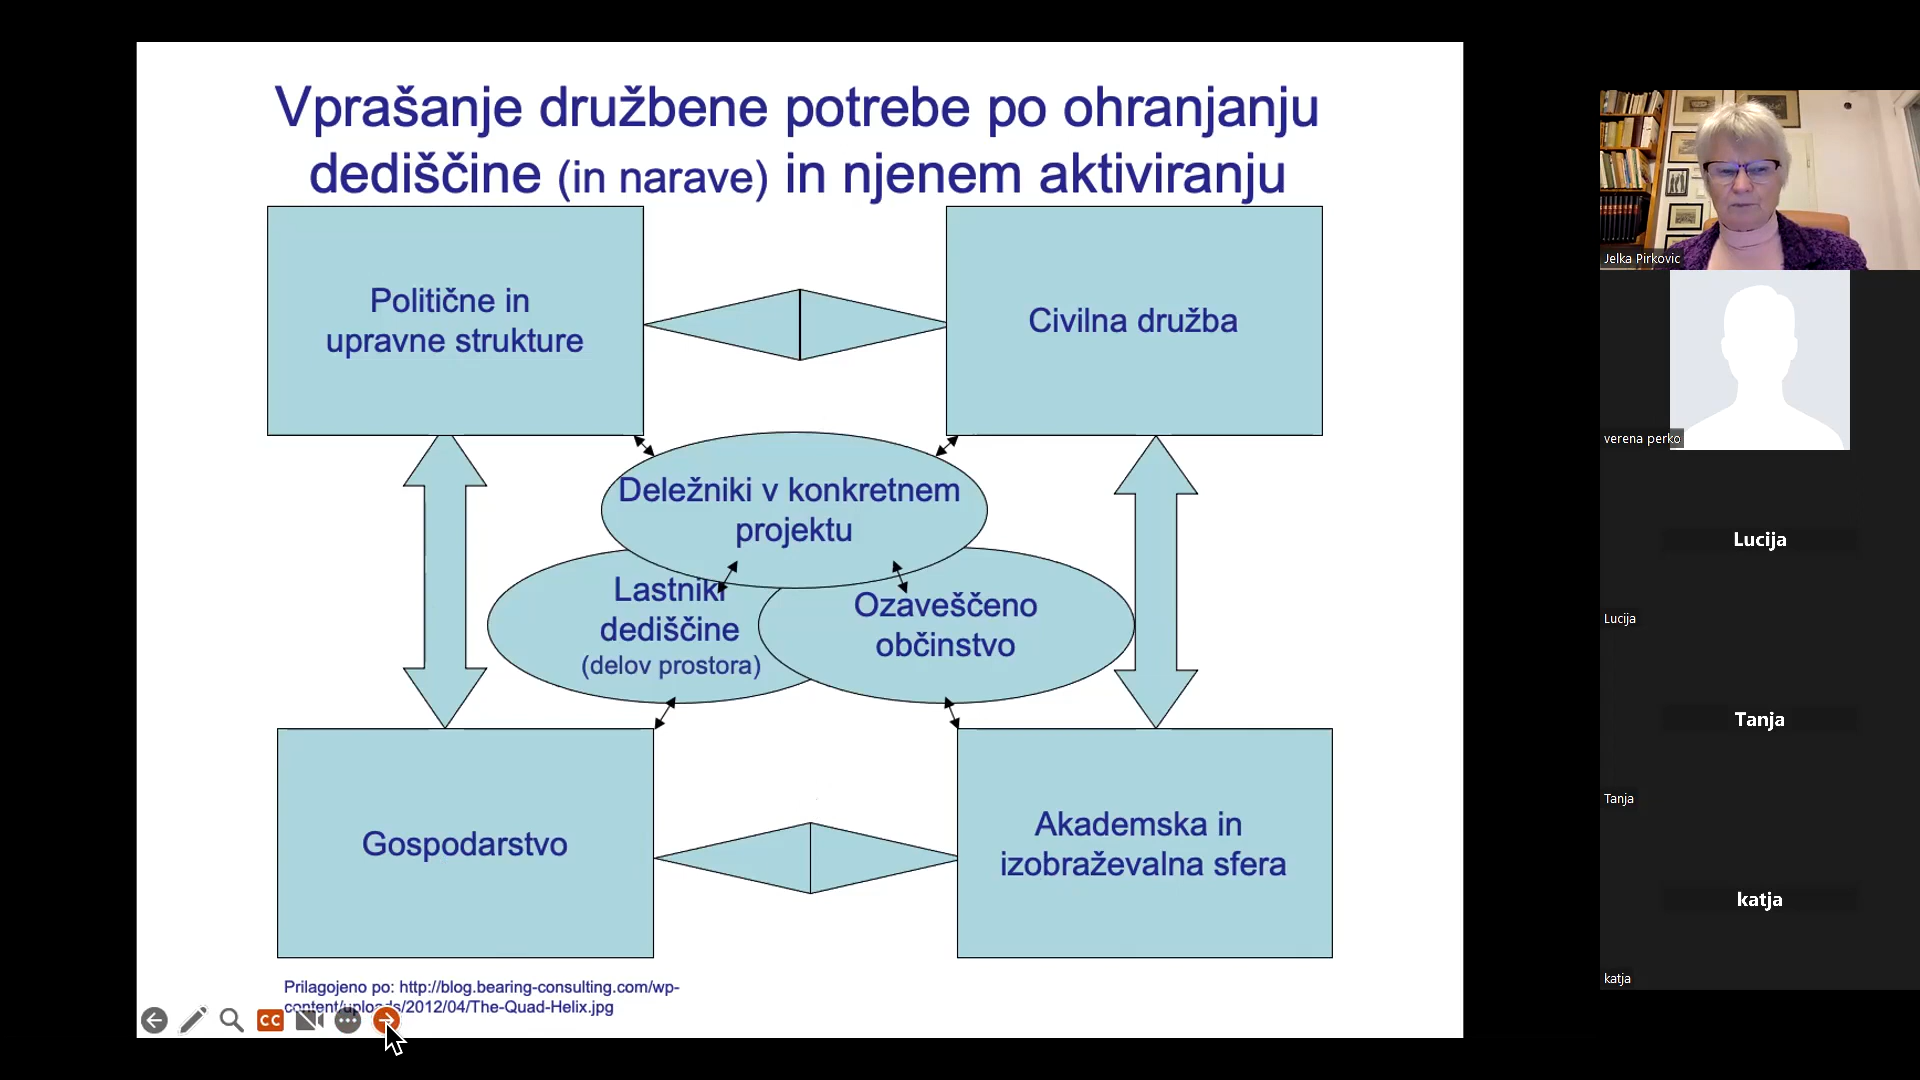 Vprašanje družbene potrebe po ohranjanju
dediščine (in narave) in njenem aktiviranju
Politične in
upravne strukture
Civilna družba
Deležniki v konkretnem
projektu
Lastniki
dediščine
(delov prostora)
Ozaveščeno
občinstvo
Gospodarstvo
Akademska in
izobraževalna sfera
Prilagojeno po: http://blog.bearing-consulting.com/wp-
content/uploads/2012/04/The-Quad-Helix.jpg
CC
Jelka Pirkovic
verena perko
Lucija
Lucija
Tanja
Tanja
katja
katja